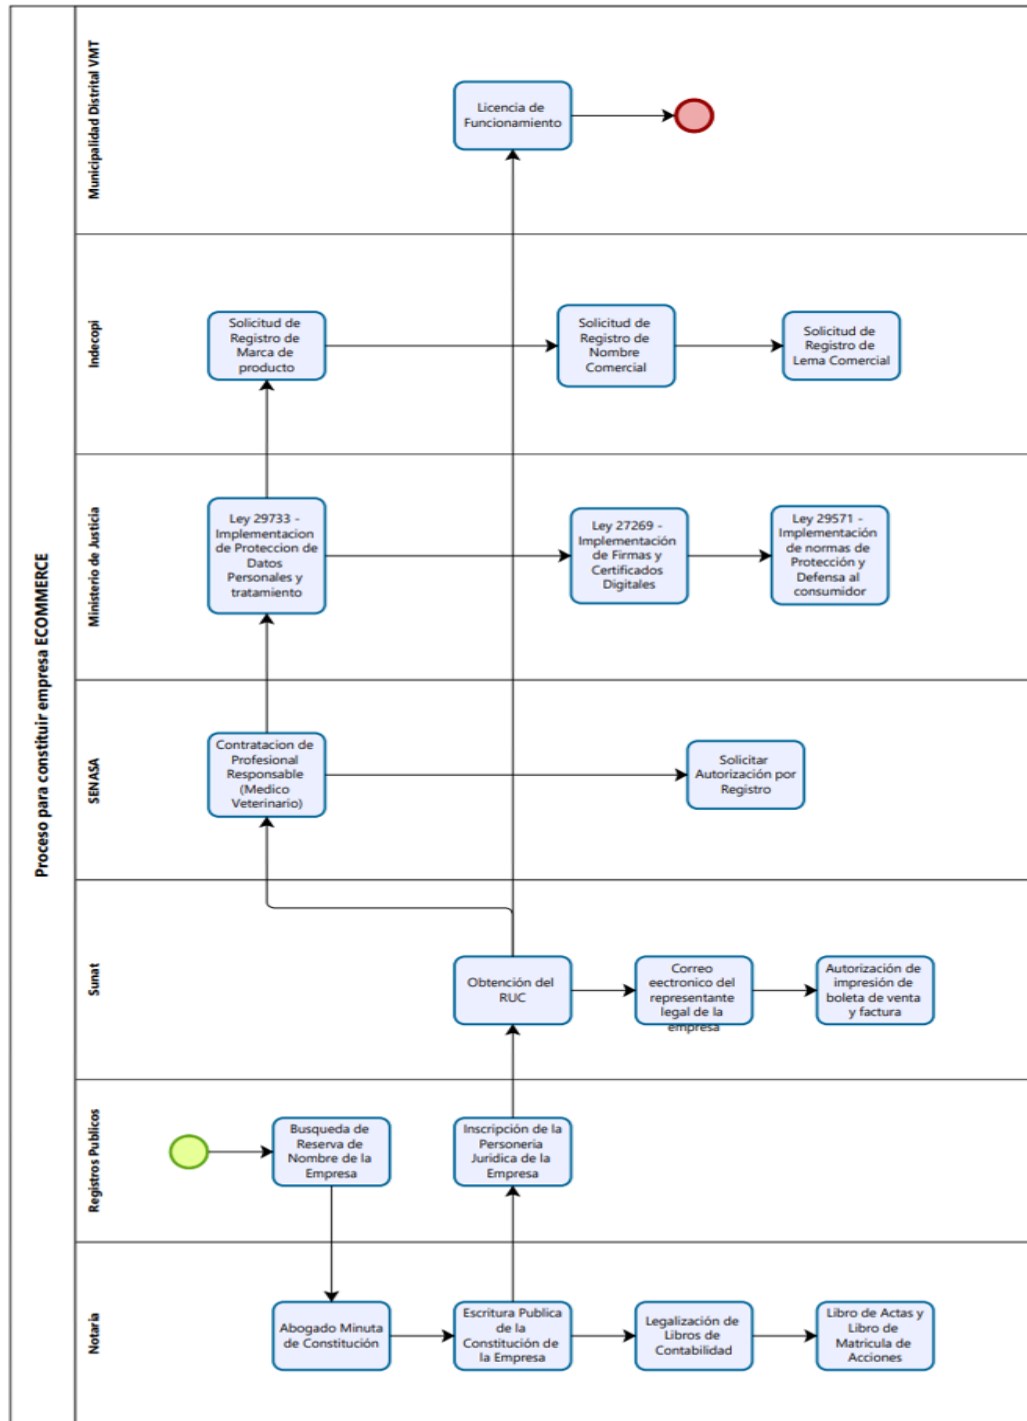 Proceso para constituir empresa ECOMMERCE
Municipalidad Distrital VMT
Licencia de
Funcionamiento
Indecopi
Solicitud de
Registro de
Marca de
producto
Solicitud de
Registro de
Nombre
Comercial
Solicitud de
Registro de
Lema Comercial
Ministerio de Justicia
Ley 29733 -
Implementacion
de Proteccion de
Datos
Personales y
tratamiento
Ley 27269 -
Implementación
de Firmas y
Certificados
Digitales
Ley 29571 -
Implementación
de normas de
Protección y
Defensa al
consumidor
SENASA
Contratacion de
Profesional
Responsable
(Medico
Veterinario)
Solicitar
Autorización por
Registro
Sunat
Obtención del
RUC
Correo
eectronico del
representante
legal de la
empresa
Autorización de
impresión de
boleta de venta
y factura
Registros Publicos
Busqueda de
Reserva de
Nombre de la
Empresa
Inscripción de la
Personeria
Juridica de la
Empresa
Notaria
Abogado Minuta
de Constitución
Escritura Publica
de la
Constitución de
la Empresa
Legalización de
Libros de
Contabilidad
Libro de Actas y
Libro de
Matricula de
Acciones